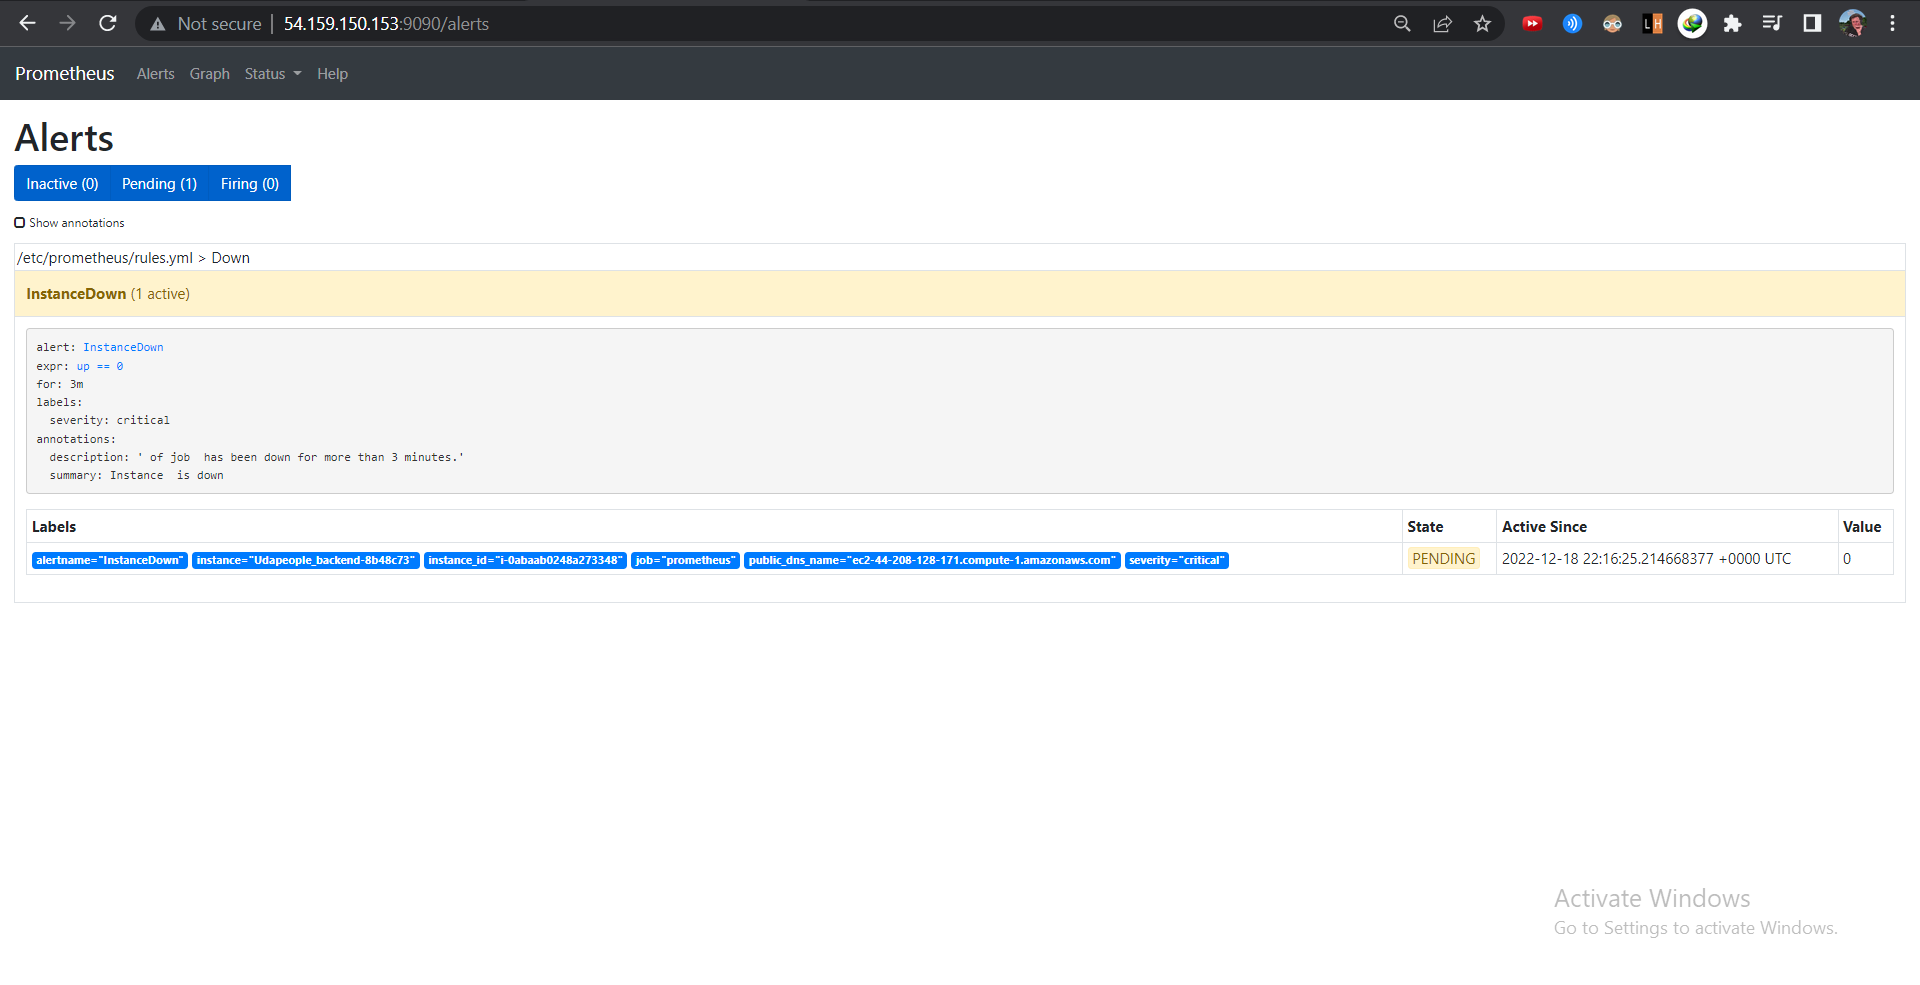 Not secure | 54.159.150.153:9090/alerts
Prometheus Alerts Graph Status Help
Alerts
Inactive (0) Pending (1) Firing (0)
Show annotations
/etc/prometheus/rules.yml > Down
InstanceDown (1 active)
alert: InstanceDown
expr: up == 0
for: 3m
labels:
  severity: critical
annotations:
  description: ' of job  has been down for more than 3 minutes.'
  summary: Instance  is down
Labels State Active Since Value
alertname="InstanceDown" instance="Udapeople_backend-8b48c73" instance_id="i-0abaab0248a273348" job="prometheus" public_dns_name="ec2-44-208-128-171.compute-1.amazonaws.com" severity="critical" PENDING 2022-12-18 22:16:25.214668377 +0000 UTC 0
Activate Windows
Go to Settings to activate Windows.